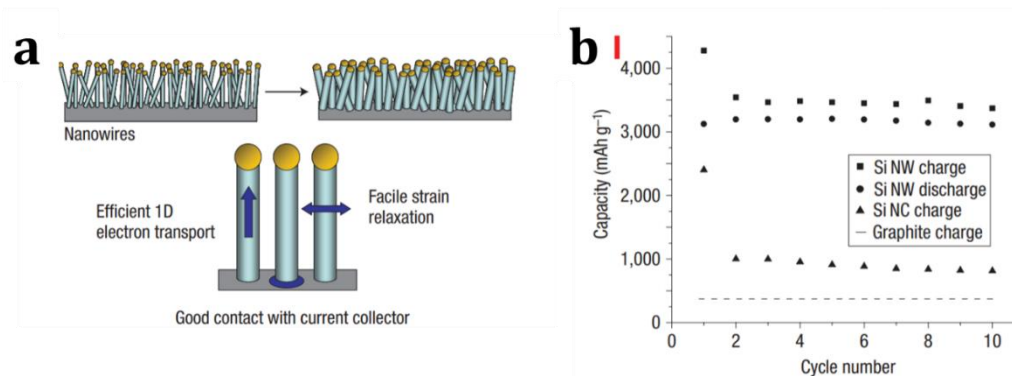 a
Nanowires
Efficient 1D
electron transport
Facile strain
relaxation
Good contact with current collector
b
Capacity (mAh g⁻¹)
4,000
3,000
2,000
1,000
0
■ Si NW charge
● Si NW discharge
▲ Si NC charge
— Graphite charge
0 2 4 6 8 10
Cycle number